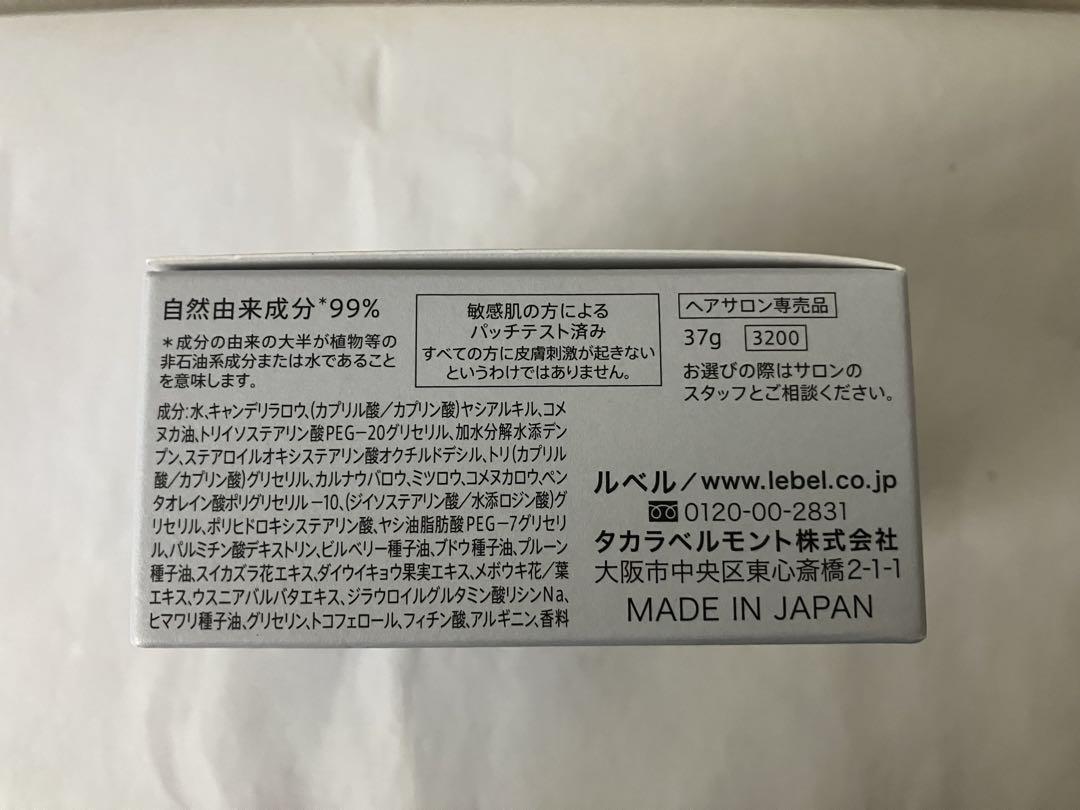 自然由来成分*99%
*成分の由来の大半が植物等の
非石油系成分または水であること
を意味します。
敏感肌の方による
パッチテスト済み
すべての方に皮膚刺激が起きない
というわけではありません。
ヘアサロン専売品
37g 3200
お選びの際はサロンの
スタッフとご相談ください。
成分:水、キャンデリラロウ、(カプリル酸/カプリン酸)ヤシアルキル、コメ
ヌカ油、トリイソステアリン酸PEG-20グリセリル、加水分解水添デン
プン、ステアロイルオキシステアリン酸オクチルドデシル、トリ(カプリル
酸/カプリン酸)グリセリル、カルナウバロウ、ミツロウ、コメヌカロウ、ペン
タオレイン酸ポリグリセリル-10、(ジイソステアリン酸/水添ロジン酸)グ
リセリル、ポリヒドロキシステアリン酸、ヤシ油脂肪酸PEG-7グリセリ
ル、パルミチン酸デキストリン、ビルベリー種子油、ブドウ種子油、プルーン
種子油、スイカズラ花エキス、ダイウイキョウ果実エキス、メボウキ花/葉
エキス、ウスニアバルバタエキス、ジラウロイルグルタミン酸リシンNa、
ヒマワリ種子油、グリセリン、トコフェロール、フィチン酸、アルギニン、香料
ルベル/www.lebel.co.jp
0120-00-2831
タカラベルモント株式会社
大阪市中央区東心斎橋2-1-1
MADE IN JAPAN